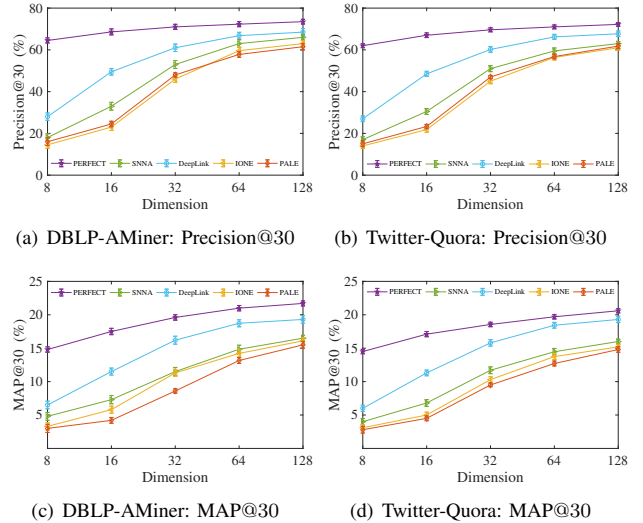 80
60
40
20
0
Precision@30 (%)
PERFECT SNNA DeepLink IONE PALE
8 16 32 64 128
Dimension
(a) DBLP-AMiner: Precision@30
80
60
40
20
0
Precision@30 (%)
PERFECT SNNA DeepLink IONE PALE
8 16 32 64 128
Dimension
(b) Twitter-Quora: Precision@30
25
20
15
10
5
MAP@30 (%)
PERFECT SNNA DeepLink IONE PALE
8 16 32 64 128
Dimension
(c) DBLP-AMiner: MAP@30
25
20
15
10
5
MAP@30 (%)
PERFECT SNNA DeepLink IONE PALE
8 16 32 64 128
Dimension
(d) Twitter-Quora: MAP@30